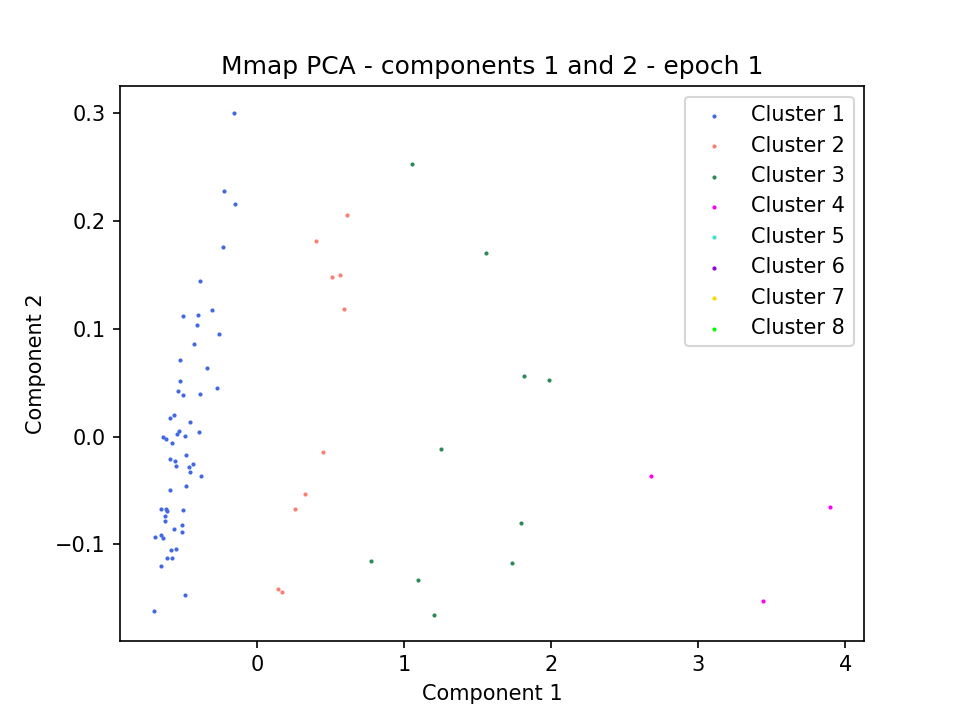 Mmap PCA - components 1 and 2 - epoch 1
Cluster 1
Cluster 2
Cluster 3
Cluster 4
Cluster 5
Cluster 6
Cluster 7
Cluster 8
0.3
0.2
0.1
0.0
−0.1
Component 2
0 1 2 3 4
Component 1